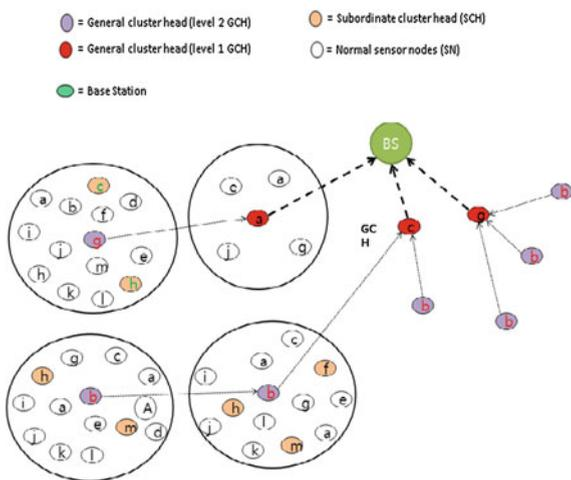 = General cluster head (level 2 GCH)
= Subordinate cluster head (SCH)
= General cluster head (level 1 GCH)
= Normal sensor nodes (SN)
= Base Station
BS
c
a
b
f
d
i
g
j
m
e
h
h
k
l
c
a
a
j
g
GC
H
c
g
b
b
b
b
g
c
h
a
b
i
a
A
e
m
d
j
k
l
c
a
f
i
b
h
g
e
l
j
a
m
k